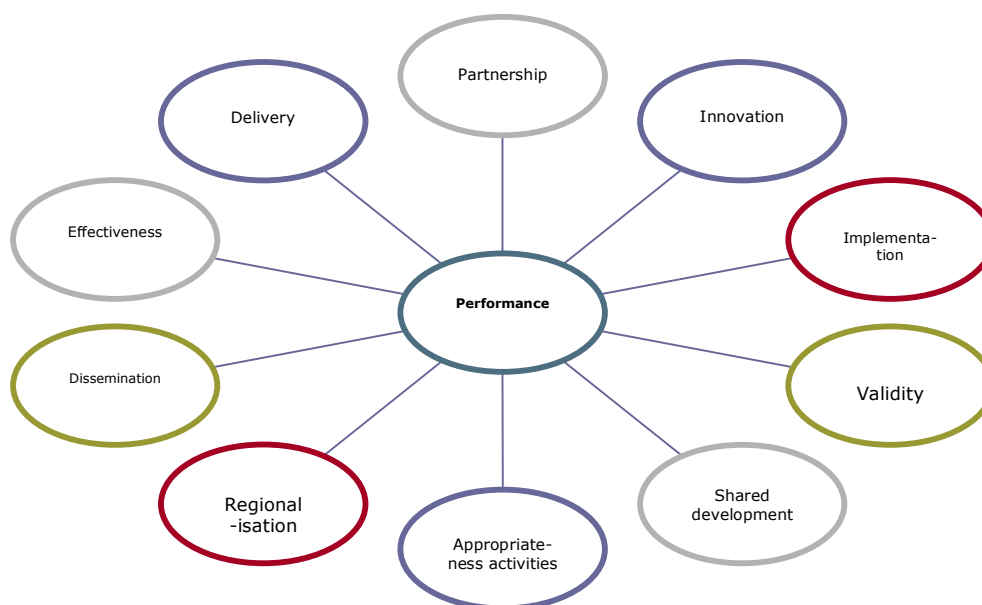 Partnership
Delivery
Innovation
Effectiveness
Implementa-
tion
Performance
Dissemination
Validity
Regional
-isation
Shared
development
Appropriate-
ness activities